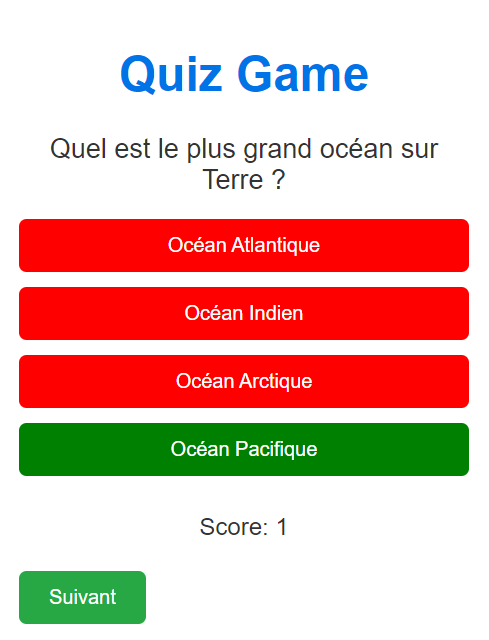 Quiz Game
Quel est le plus grand océan sur
Terre ?
Océan Atlantique
Océan Indien
Océan Arctique
Océan Pacifique
Score: 1
Suivant